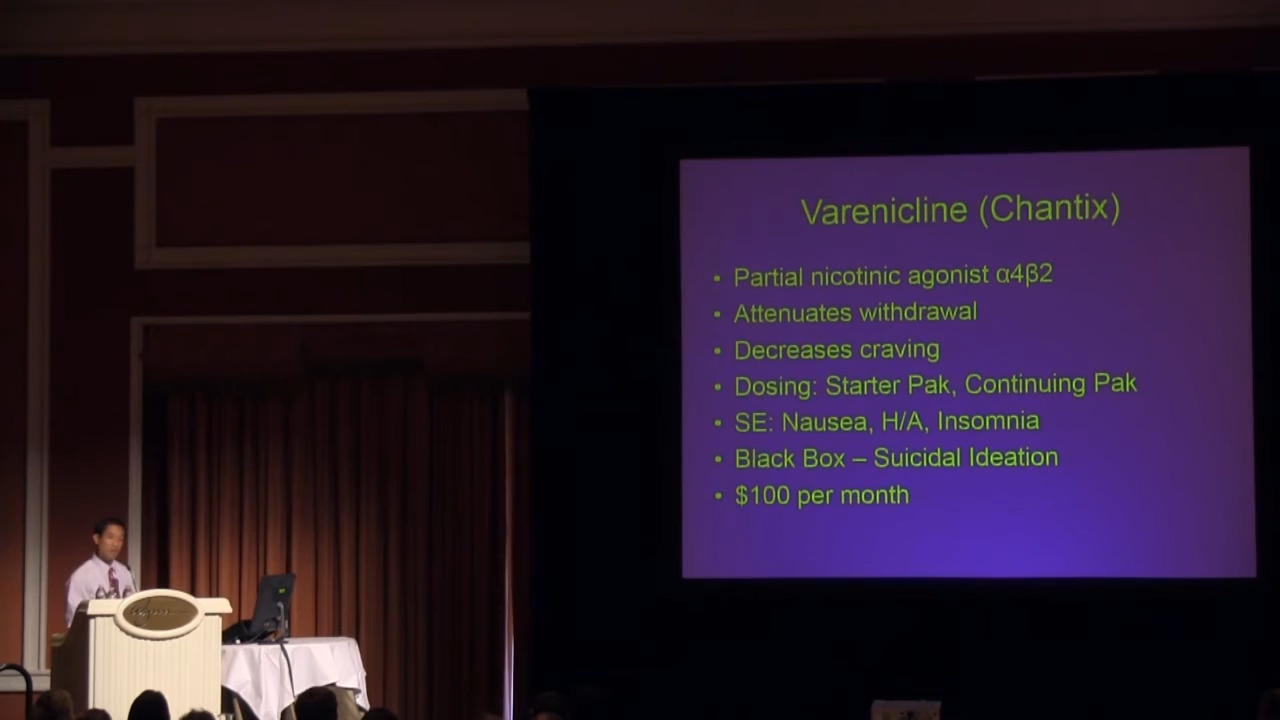 Varenicline (Chantix)
• Partial nicotinic agonist α4β2
• Attenuates withdrawal
• Decreases craving
• Dosing: Starter Pak, Continuing Pak
• SE: Nausea, H/A, Insomnia
• Black Box – Suicidal Ideation
• $100 per month
Wynn